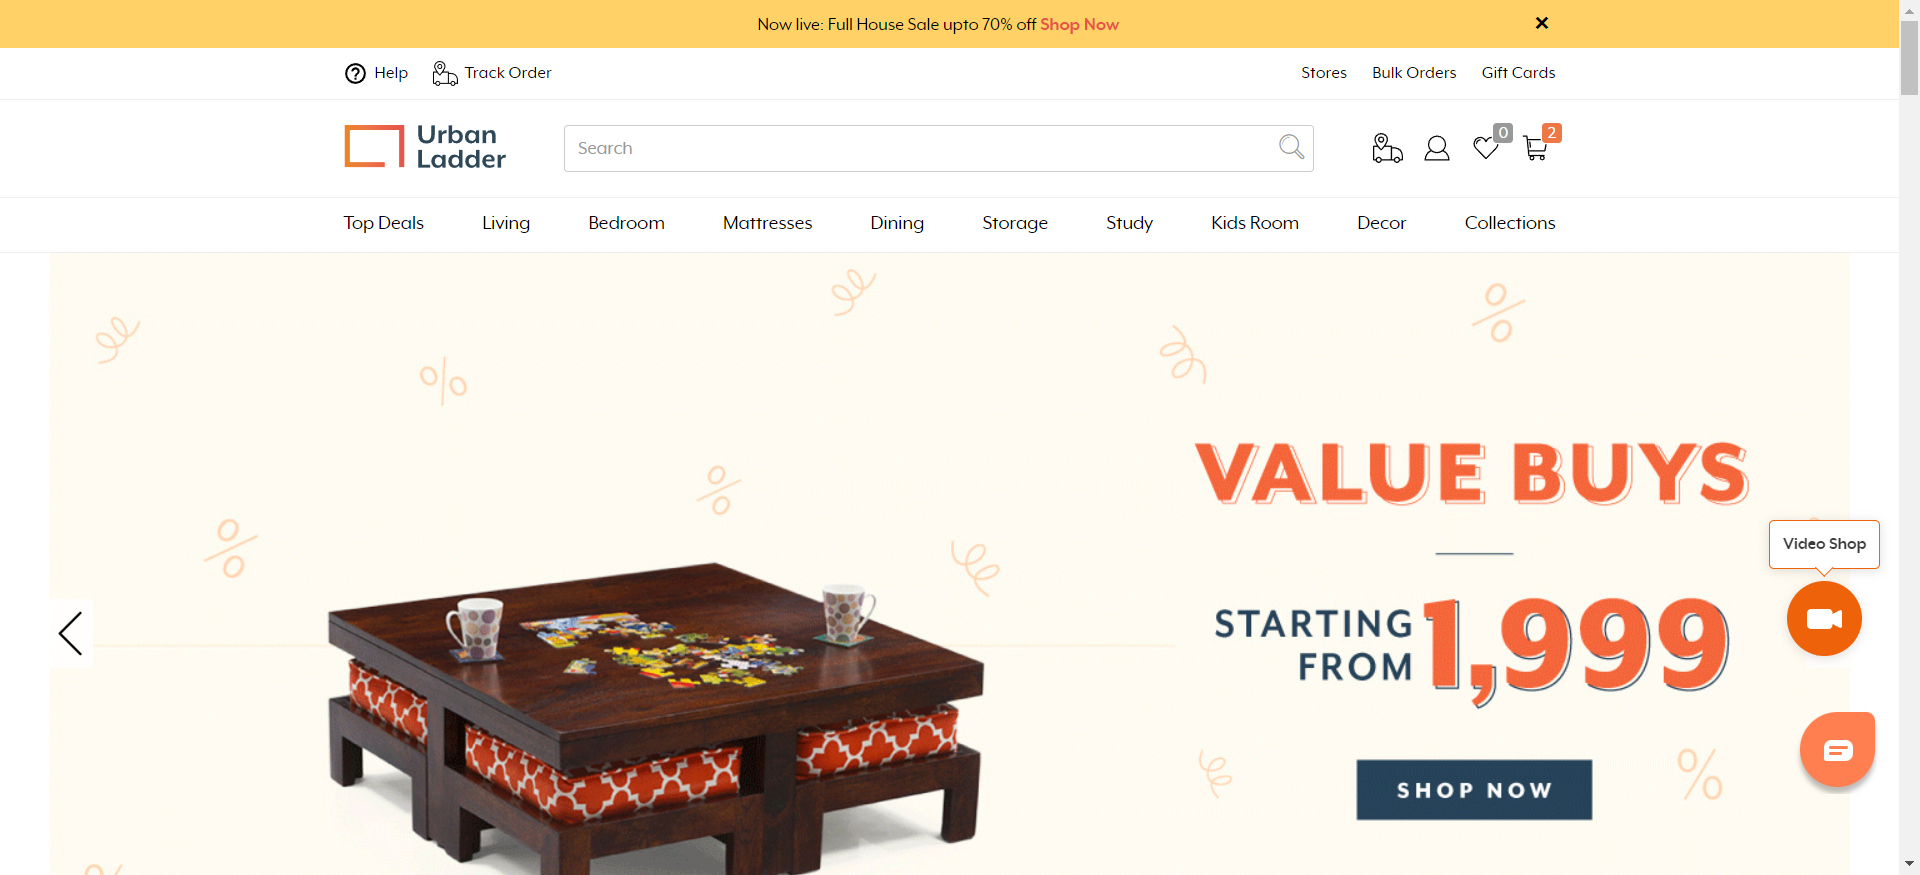 Now live: Full House Sale upto 70% off Shop Now
Help
Track Order
Stores
Bulk Orders
Gift Cards
Urban
Ladder
Search
0
2
Top Deals
Living
Bedroom
Mattresses
Dining
Storage
Study
Kids Room
Decor
Collections
VALUE BUYS
STARTING
FROM
1,999
SHOP NOW
Video Shop